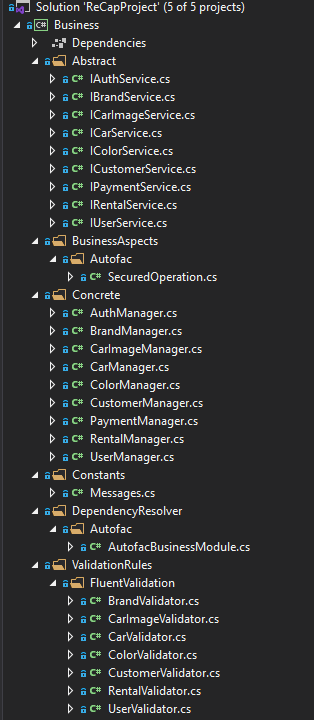 Solution 'ReCapProject' (5 of 5 projects)
C# Business
Dependencies
Abstract
C# IAuthService.cs
C# IBrandService.cs
C# ICarImageService.cs
C# ICarService.cs
C# IColorService.cs
C# ICustomerService.cs
C# IPaymentService.cs
C# IRentalService.cs
C# IUserService.cs
BusinessAspects
Autofac
C# SecuredOperation.cs
Concrete
C# AuthManager.cs
C# BrandManager.cs
C# CarImageManager.cs
C# CarManager.cs
C# ColorManager.cs
C# CustomerManager.cs
C# PaymentManager.cs
C# RentalManager.cs
C# UserManager.cs
Constants
C# Messages.cs
DependencyResolver
Autofac
C# AutofacBusinessModule.cs
ValidationRules
FluentValidation
C# BrandValidator.cs
C# CarImageValidator.cs
C# CarValidator.cs
C# ColorValidator.cs
C# CustomerValidator.cs
C# RentalValidator.cs
C# UserValidator.cs